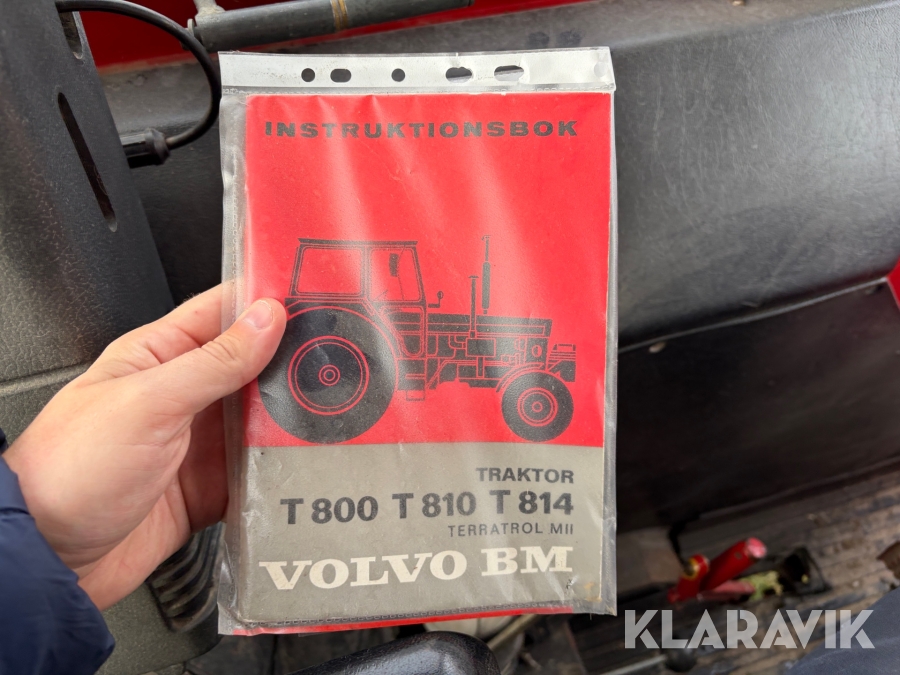 INSTRUKTIONSBOK
TRAKTOR
T 800 T 810 T 814
TERRATROL MII
VOLVO BM
KLARAVIK